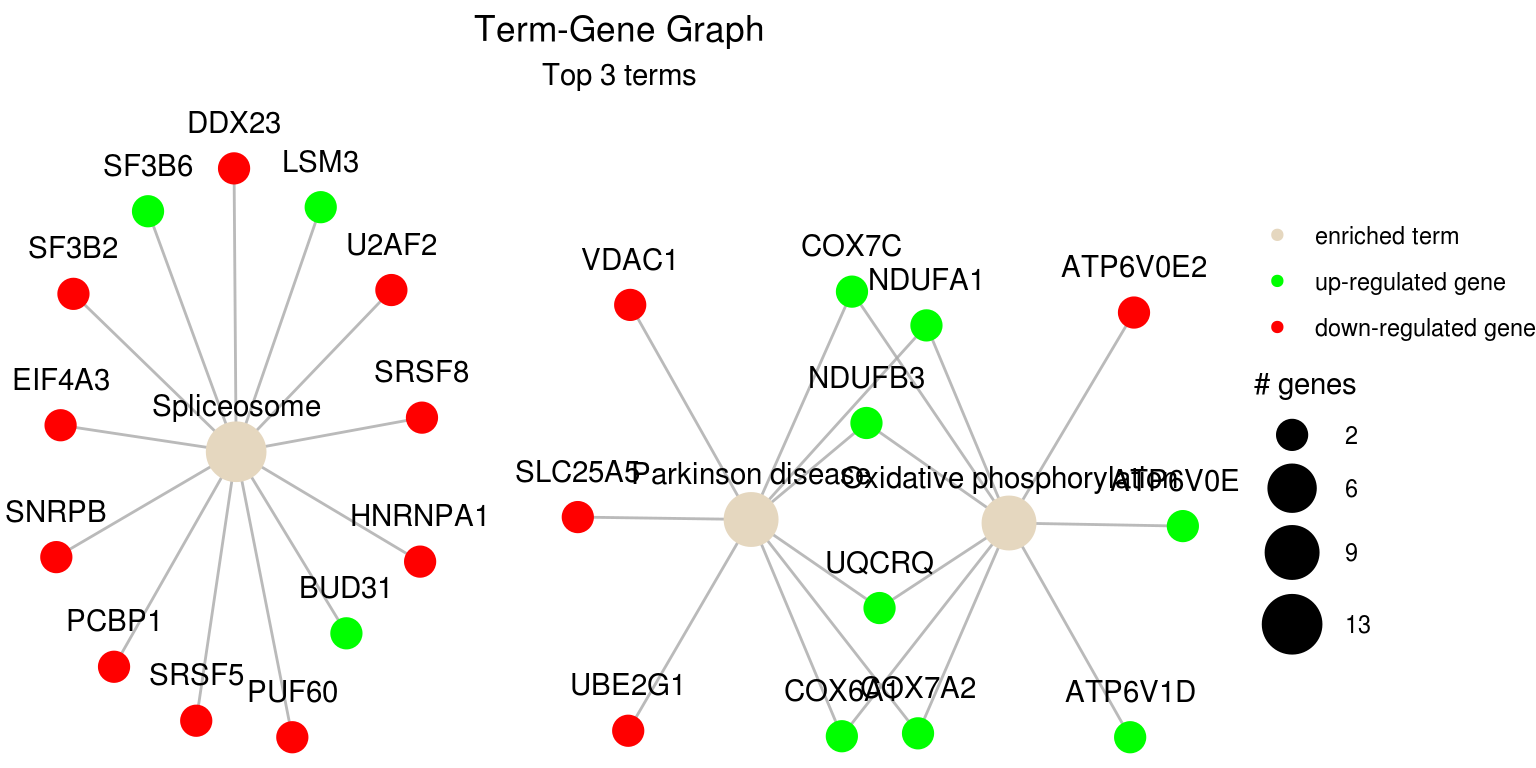 Term-Gene Graph
Top 3 terms
DDX23
SF3B6
LSM3
SF3B2
U2AF2
EIF4A3
SRSF8
Spliceosome
SNRPB
HNRNPA1
BUD31
PCBP1
SRSF5
PUF60
VDAC1
COX7C
NDUFA1
ATP6V0E2
NDUFB3
SLC25A5
Parkinson disease
Oxidative phosphorylation
ATP6V0E
UQCRQ
UBE2G1
COX6A1
COX7A2
ATP6V1D
enriched term
up-regulated gene
down-regulated gene
# genes
2
6
9
13